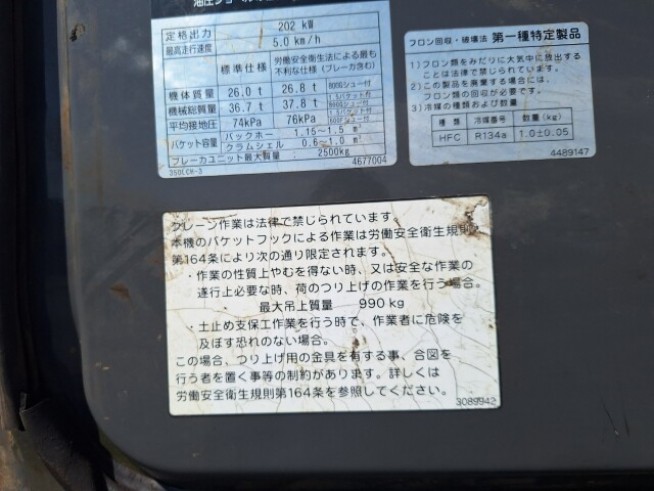 定格出力 202 kW
最高走行速度 5.0 km/h
標準仕様 労働安全衛生法による最も
不利な仕様 (ブレーカ含む)
機体質量 26.0 t 26.8 t
機械総質量 36.7 t 37.8 t
平均接地圧 74kPa 76kPa
バケット容量 バックホー 1.15~1.5 m³
クラムシェル 0.6~1.0 m³
ブレーカユニット最大質量 2500kg
350LCH-3 4677004
フロン回収・破壊法 第一種特定製品
1) フロン類をみだりに大気中に放出する
ことは法律で禁じられています。
2) この製品を廃棄する場合には、
フロン類の回収が必要です。
3) 冷媒の種類および数量
種類 冷媒番号 数量(kg)
HFC R134a 1.0±0.05
4489147
クレーン作業は法律で禁じられています。
本機のバケットフックによる作業は労働安全衛生規則
第164条により次の通り限定されます。
・作業の性質上やむを得ない時、又は安全な作業の
遂行上必要な時、荷のつり上げの作業を行う場合。
最大吊上質量 990 kg
・土止め支保工作業を行う時で、作業者に危険を
及ぼす恐れのない場合。
この場合、つり上げ用の金具を有する事、合図を
行う者を置く事等の制約があります。詳しくは
労働安全衛生規則第164条を参照してください。
3089942